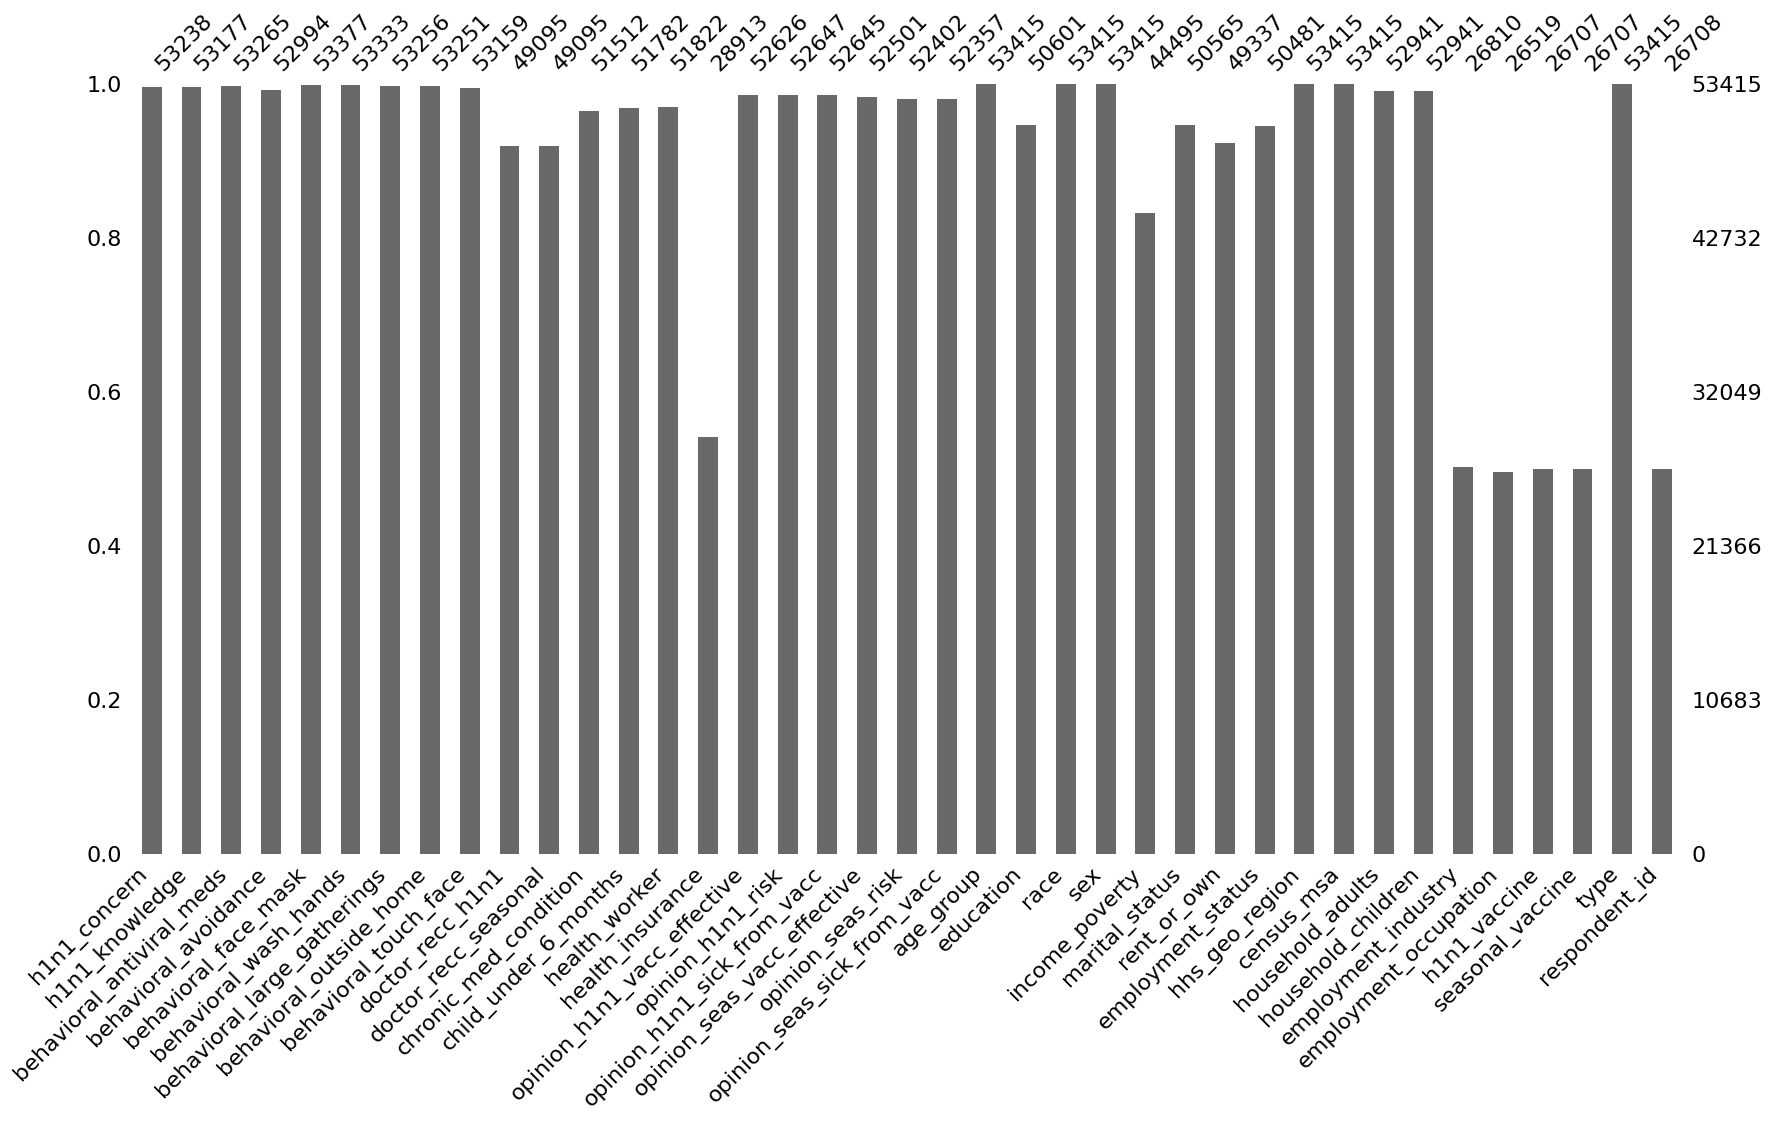 53238
53177
53265
52994
53377
53333
53256
53251
53159
49095
49095
51512
51782
51822
28913
52626
52647
52645
52501
52402
52357
53415
50601
53415
53415
44495
50565
49337
50481
53415
53415
52941
52941
26810
26519
26707
26707
53415
26708
1.0
0.8
0.6
0.4
0.2
0.0
53415
42732
32049
21366
10683
0
h1n1_concern
h1n1_knowledge
behavioral_antiviral_meds
behavioral_avoidance
behavioral_face_mask
behavioral_wash_hands
behavioral_large_gatherings
behavioral_outside_home
behavioral_touch_face
doctor_recc_h1n1
doctor_recc_seasonal
chronic_med_condition
child_under_6_months
health_worker
health_insurance
opinion_h1n1_vacc_effective
opinion_h1n1_risk
opinion_h1n1_sick_from_vacc
opinion_seas_vacc_effective
opinion_seas_risk
opinion_seas_sick_from_vacc
age_group
education
race
sex
income_poverty
marital_status
rent_or_own
employment_status
hhs_geo_region
census_msa
household_adults
household_children
employment_industry
employment_occupation
h1n1_vaccine
seasonal_vaccine
type
respondent_id